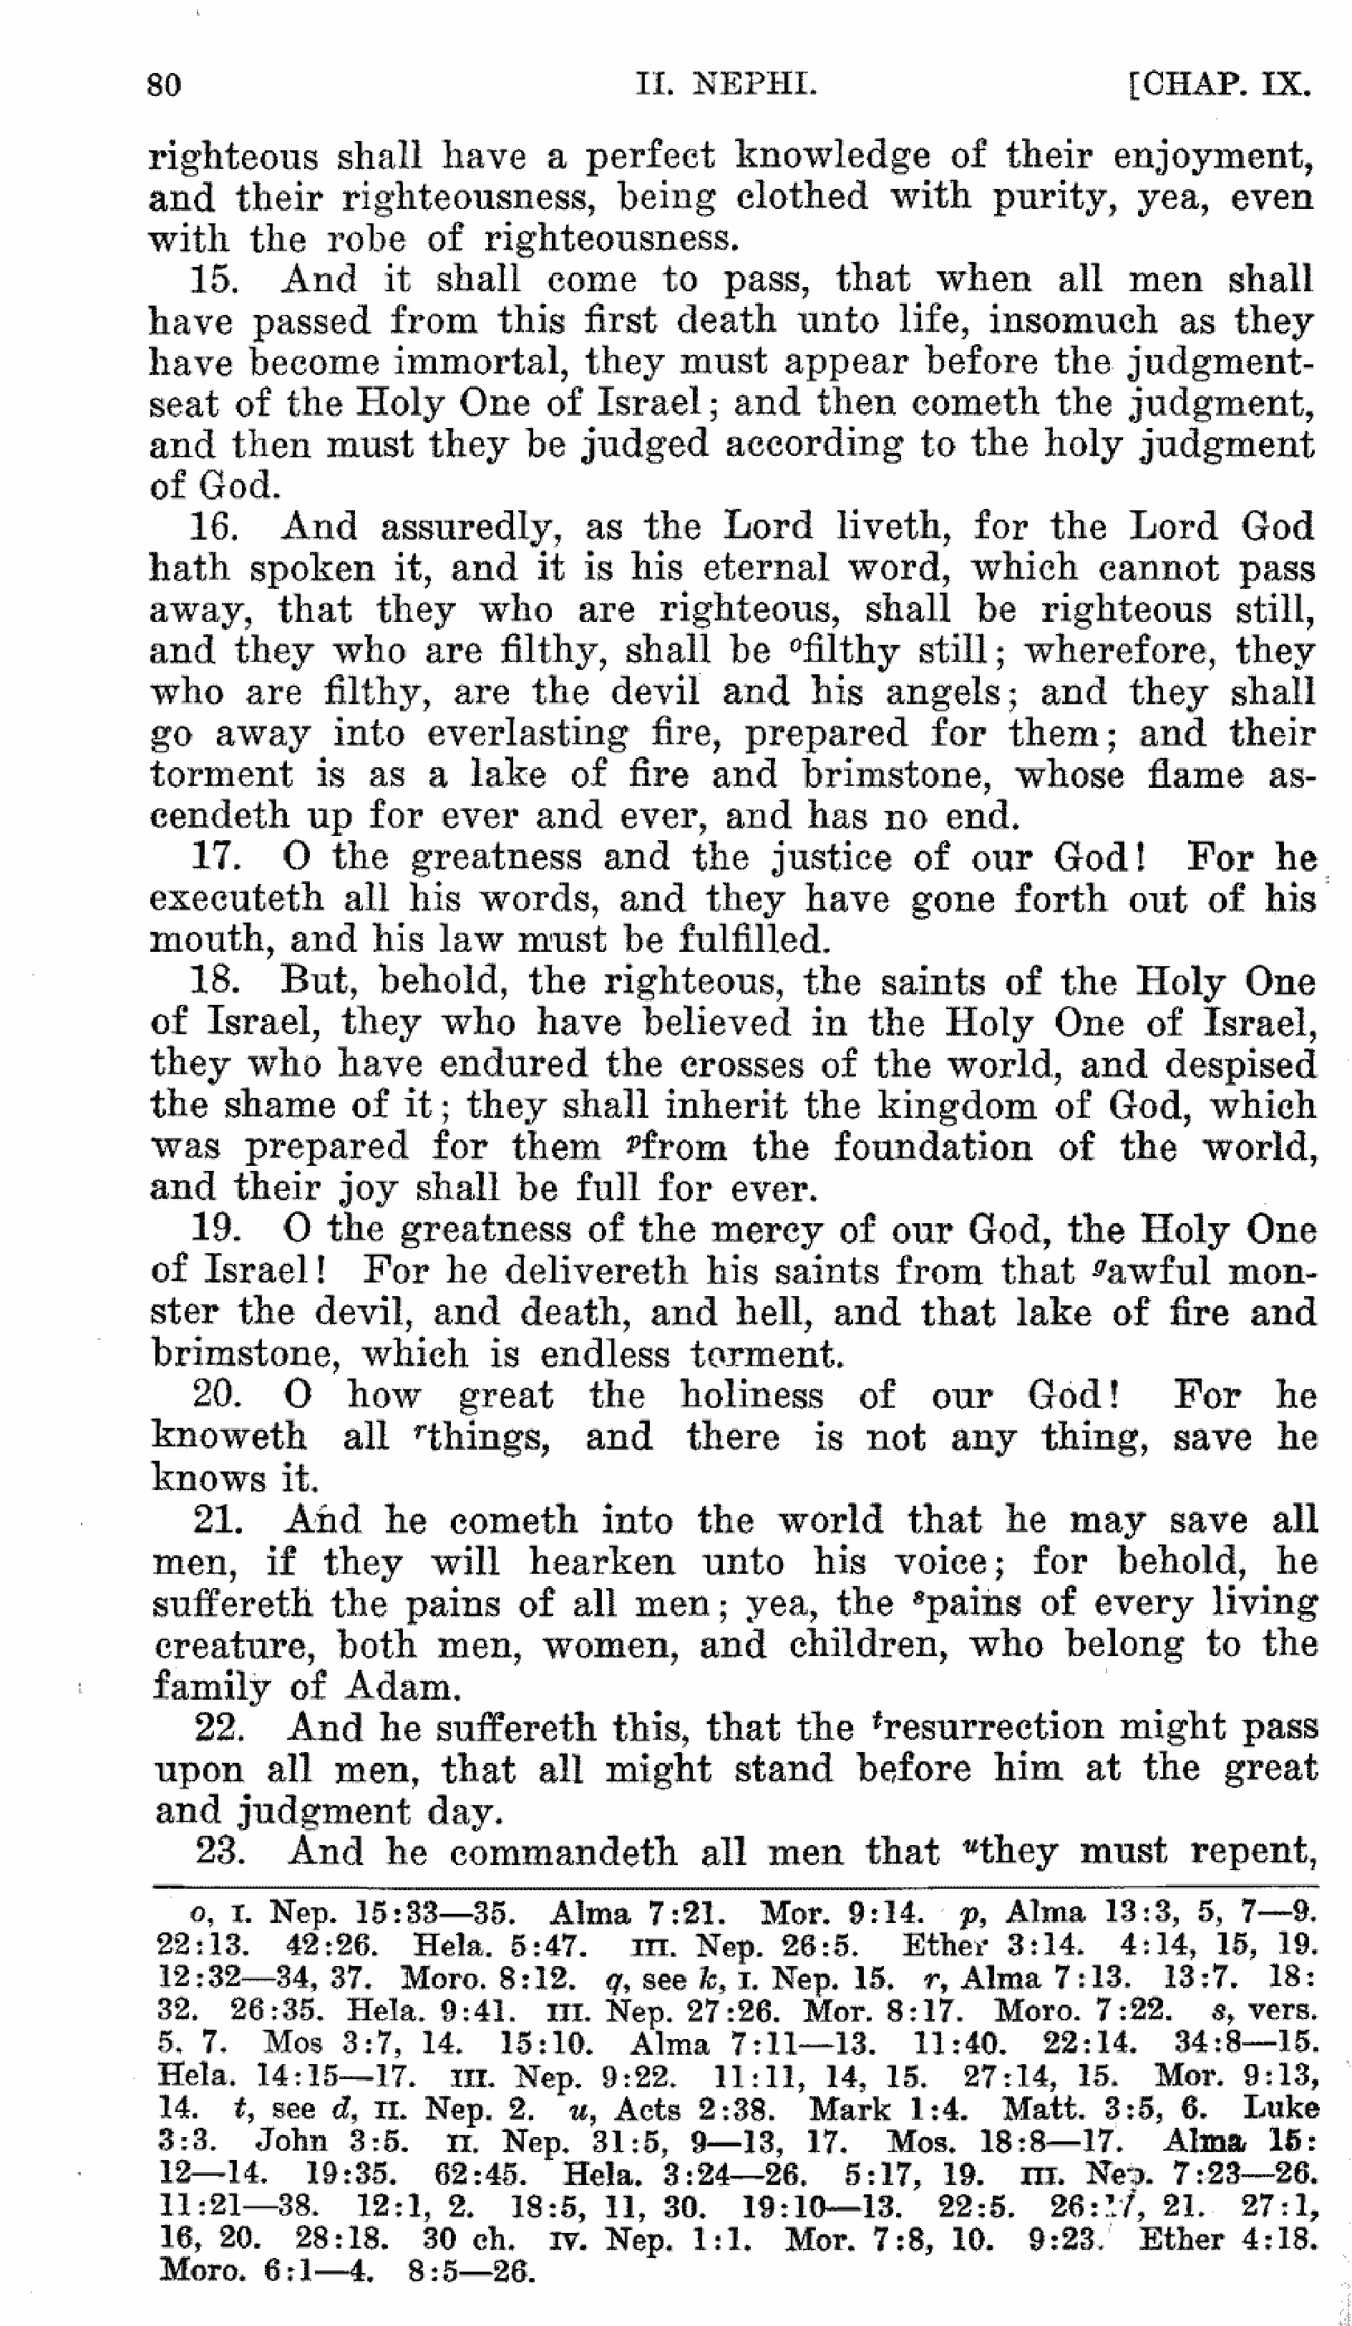 80 II. NEPHI. [CHAP. IX.
righteous shall have a perfect knowledge of their enjoyment,
and their righteousness, being clothed with purity, yea, even
with the robe of righteousness.
15. And it shall come to pass, that when all men shall
have passed from this first death unto life, insomuch as they
have become immortal, they must appear before the judgment-
seat of the Holy One of Israel; and then cometh the judgment,
and then must they be judged according to the holy judgment
of God.
16. And assuredly, as the Lord liveth, for the Lord God
hath spoken it, and it is his eternal word, which cannot pass
away, that they who are righteous, shall be righteous still,
and they who are filthy, shall be ofilthy still; wherefore, they
who are filthy, are the devil and his angels; and they shall
go away into everlasting fire, prepared for them; and their
torment is as a lake of fire and brimstone, whose flame as-
cendeth up for ever and ever, and has no end.
17. O the greatness and the justice of our God! For he
executeth all his words, and they have gone forth out of his
mouth, and his law must be fulfilled.
18. But, behold, the righteous, the saints of the Holy One
of Israel, they who have believed in the Holy One of Israel,
they who have endured the crosses of the world, and despised
the shame of it; they shall inherit the kingdom of God, which
was prepared for them pfrom the foundation of the world,
and their joy shall be full for ever.
19. O the greatness of the mercy of our God, the Holy One
of Israel! For he delivereth his saints from that qawful mon-
ster the devil, and death, and hell, and that lake of fire and
brimstone, which is endless torment.
20. O how great the holiness of our God! For he
knoweth all rthings, and there is not any thing, save he
knows it.
21. And he cometh into the world that he may save all
men, if they will hearken unto his voice; for behold, he
suffereth the pains of all men; yea, the spains of every living
creature, both men, women, and children, who belong to the
family of Adam.
22. And he suffereth this, that the tresurrection might pass
upon all men, that all might stand before him at the great
and judgment day.
23. And he commandeth all men that uthey must repent,
o, I. Nep. 15:33—35. Alma 7:21. Mor. 9:14. p, Alma 13:3, 5, 7—9.
22:13. 42:26. Hela. 5:47. III. Nep. 26:5. Ether 3:14. 4:14, 15, 19.
12:32—34, 37. Moro. 8:12. q, see k, I. Nep. 15. r, Alma 7:13. 13:7. 18:
32. 26:35. Hela. 9:41. III. Nep. 27:26. Mor. 8:17. Moro. 7:22. s, vers.
5. 7. Mos 3:7, 14. 15:10. Alma 7:11—13. 11:40. 22:14. 34:8—15.
Hela. 14:15—17. III. Nep. 9:22. 11:11, 14, 15. 27:14, 15. Mor. 9:13,
14. t, see d, II. Nep. 2. u, Acts 2:38. Mark 1:4. Matt. 3:5, 6. Luke
3:3. John 3:5. II. Nep. 31:5, 9—13, 17. Mos. 18:8—17. Alma 15:
12—14. 19:35. 62:45. Hela. 3:24—26. 5:17, 19. III. Nep. 7:23—26.
11:21—38. 12:1, 2. 18:5, 11, 30. 19:10—13. 22:5. 26:17, 21. 27:1,
16, 20. 28:18. 30 ch. IV. Nep. 1:1. Mor. 7:8, 10. 9:23. Ether 4:18.
Moro. 6:1—4. 8:5—26.